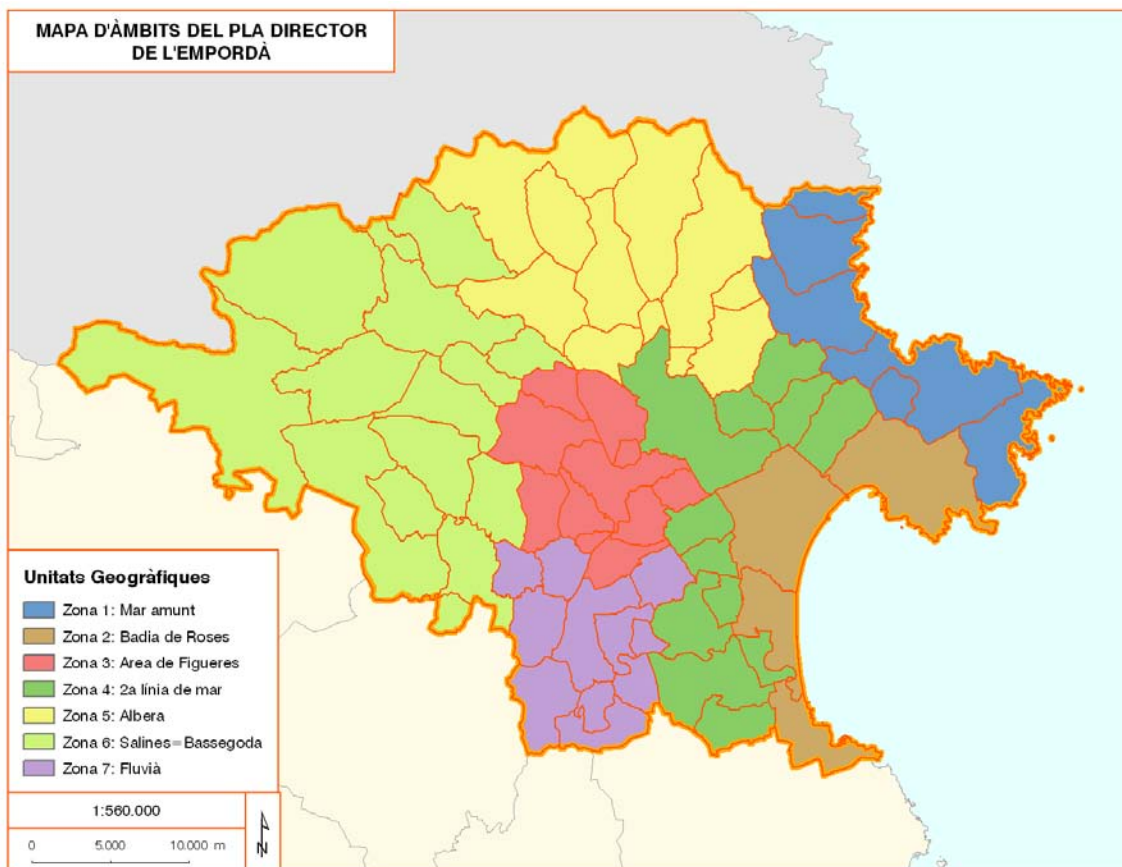 MAPA D'ÀMBITS DEL PLA DIRECTOR
DE L'EMPORDÀ
Unitats Geogràfiques
Zona 1: Mar amunt
Zona 2: Badia de Roses
Zona 3: Area de Figueres
Zona 4: 2a línia de mar
Zona 5: Albera
Zona 6: Salines=Bassegoda
Zona 7: Fluvià
1:560.000
0 5.000 10.000 m
N